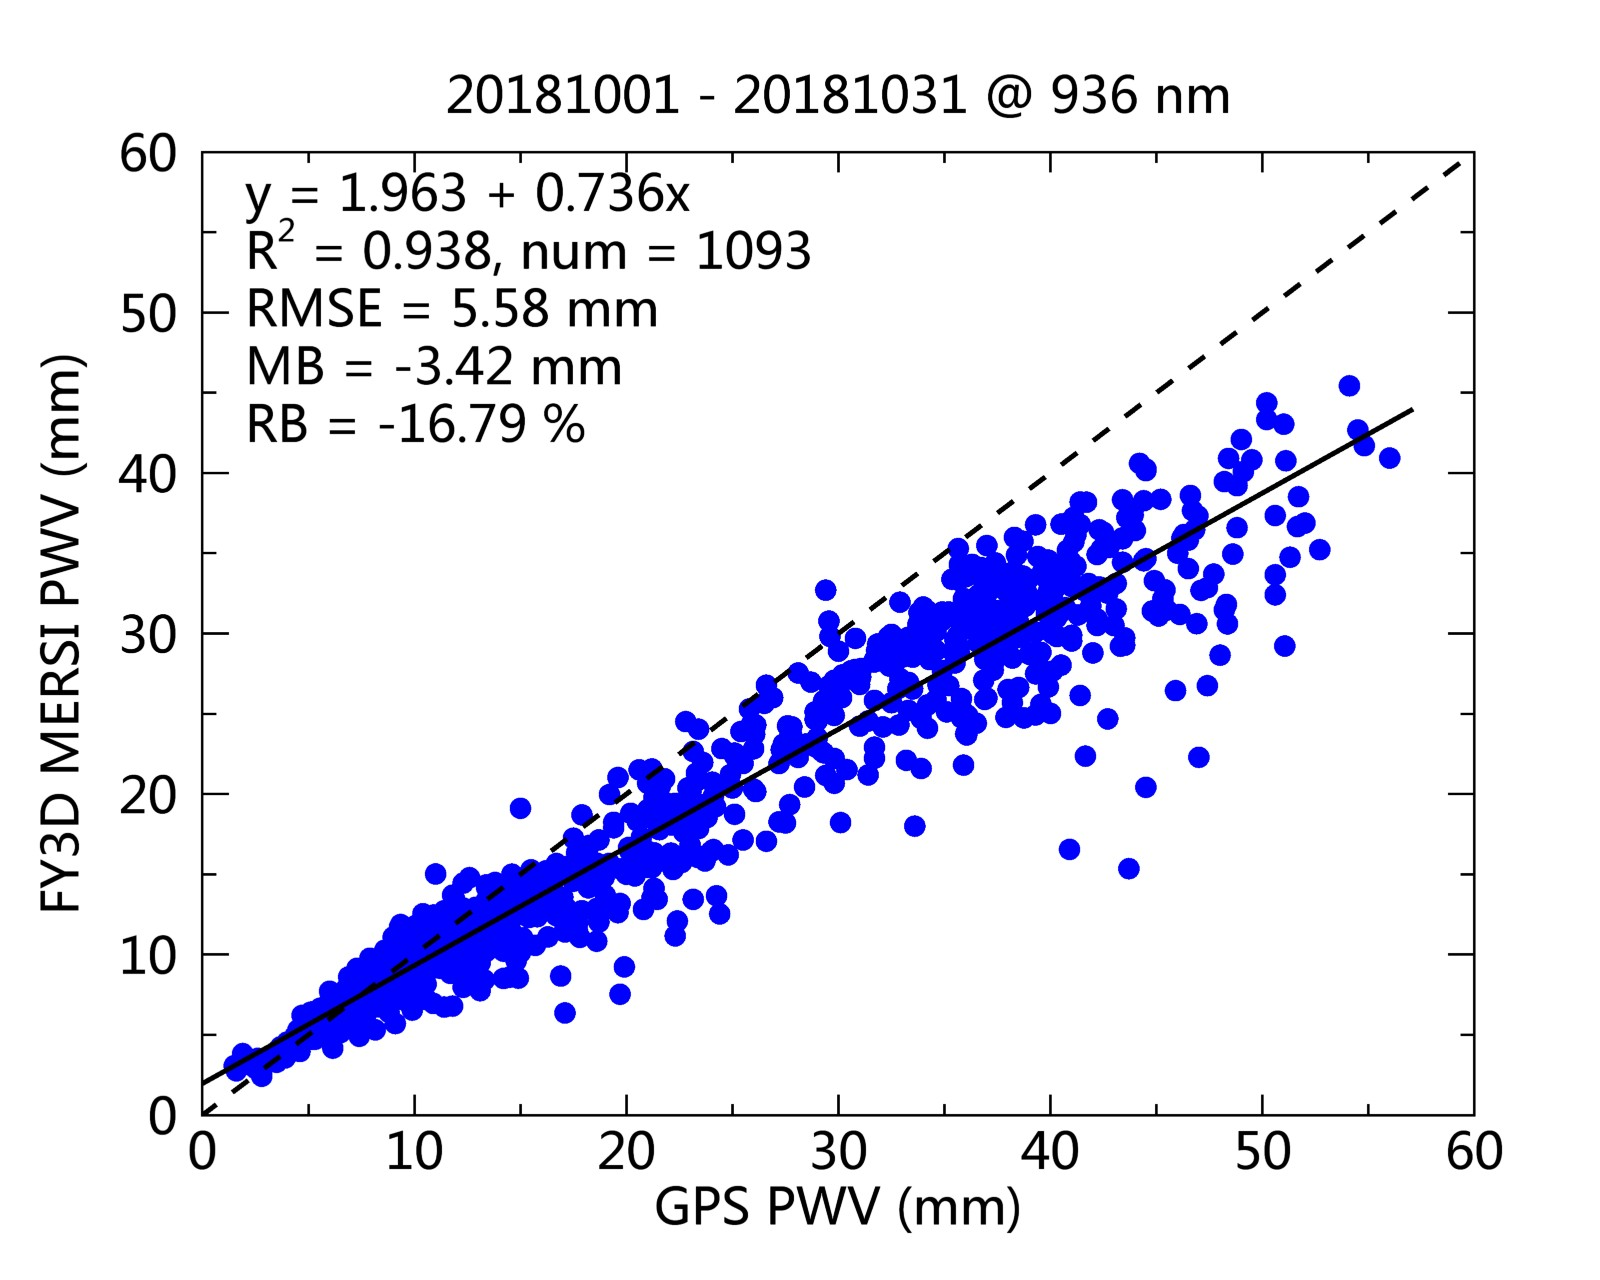 20181001 - 20181031 @ 936 nm
y = 1.963 + 0.736x
R² = 0.938, num = 1093
RMSE = 5.58 mm
MB = -3.42 mm
RB = -16.79 %
FY3D MERSI PWV (mm)
60
50
40
30
20
10
0
0 10 20 30 40 50 60
GPS PWV (mm)